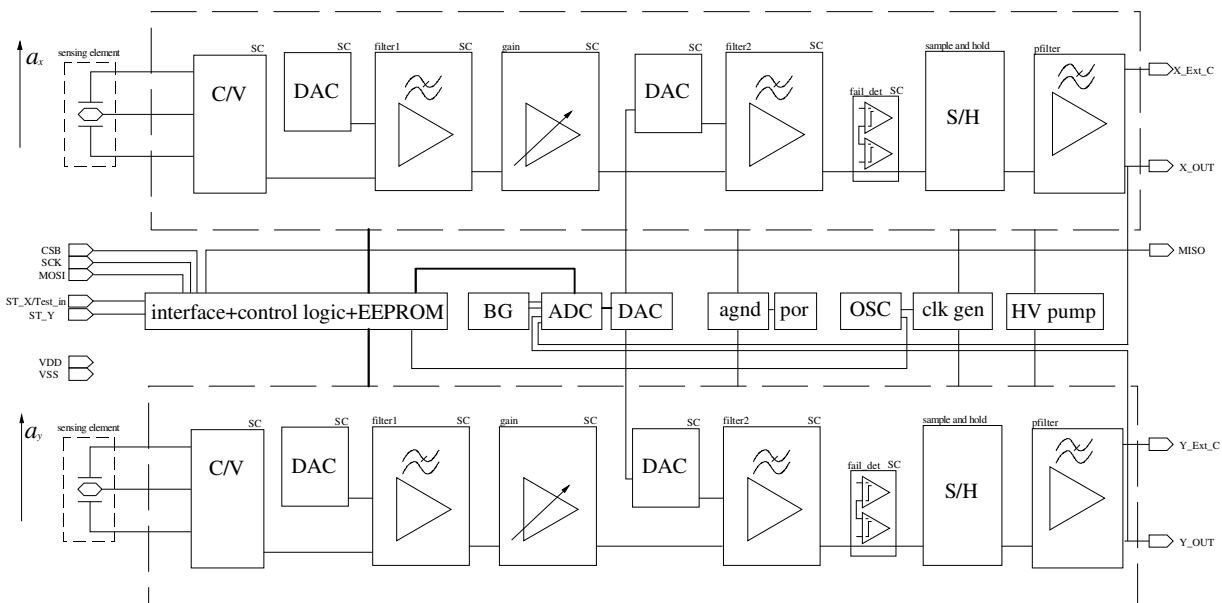 SC SC filter1 SC gain SC SC filter2 SC sample and hold pfilter
a_x sensing element
C/V DAC DAC S/H
X_Ext_C
fail_det SC
X_OUT
CSB
SCK
MOSI
MISO
ST_X/Test_in
ST_Y
interface+control logic+EEPROM BG ADC DAC agnd por OSC clk gen HV pump
VDD
VSS
SC SC filter1 SC gain SC SC filter2 SC sample and hold pfilter
a_y sensing element
C/V DAC DAC S/H
Y_Ext_C
fail_det SC
Y_OUT